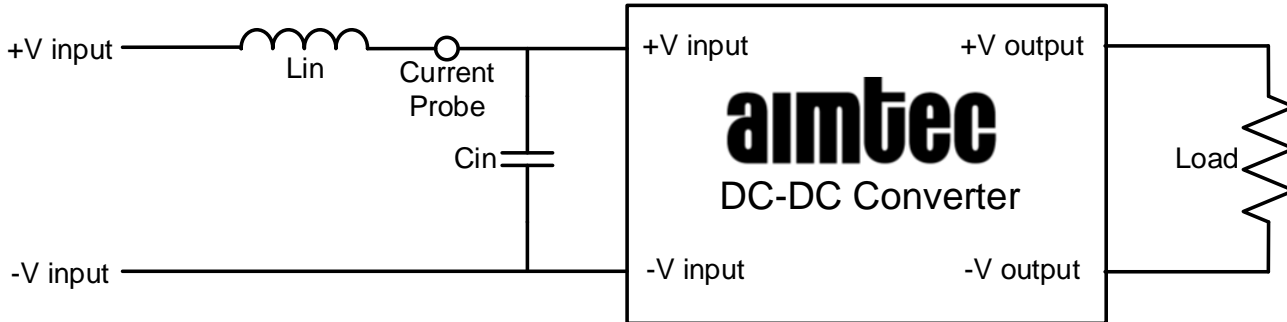 +V input
Lin
Current
Probe
Cin
-V input
+V input
+V output
aimtec
DC-DC Converter
-V input
-V output
Load